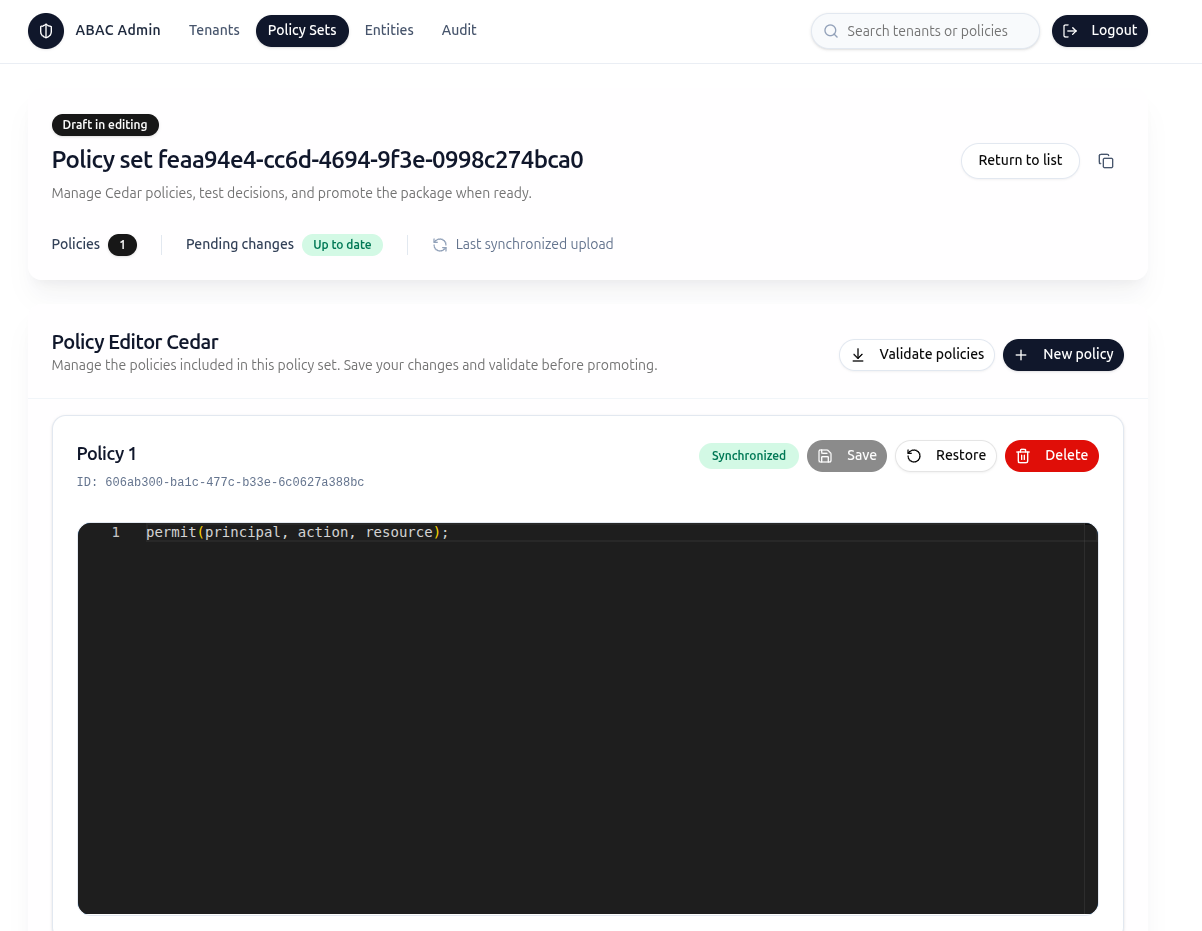 ABAC Admin Tenants Policy Sets Entities Audit Search tenants or policies Logout
Draft in editing
Policy set feaa94e4-cc6d-4694-9f3e-0998c274bca0
Return to list
Manage Cedar policies, test decisions, and promote the package when ready.
Policies 1 Pending changes Up to date Last synchronized upload
Policy Editor Cedar
Manage the policies included in this policy set. Save your changes and validate before promoting.
Validate policies New policy
Policy 1
Synchronized Save Restore Delete
ID: 606ab300-ba1c-477c-b33e-6c0627a388bc
1 permit(principal, action, resource);